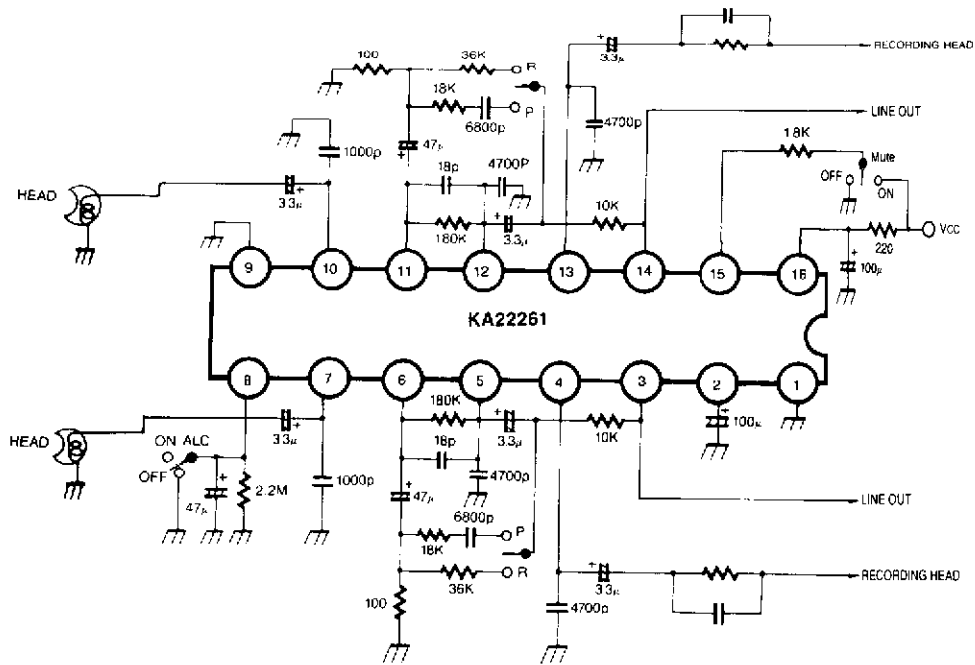 100
36K
R
18K
P
6800p
47μ
1000p
18p
4700P
180K
3.3μ
10K
HEAD
3.3μ
3.3μ
4700p
RECORDING HEAD
LINE OUT
18K
Mute
OFF
ON
VCC
220
100μ
9
10
11
12
13
14
15
16
KA22261
8
7
6
5
4
3
2
1
HEAD
3.3μ
ON ALC
OFF
47μ
2.2M
1000p
180K
18p
3.3μ
10K
4700p
47μ
6800p
P
18K
R
36K
100
100μ
LINE OUT
3.3μ
4700p
RECORDING HEAD